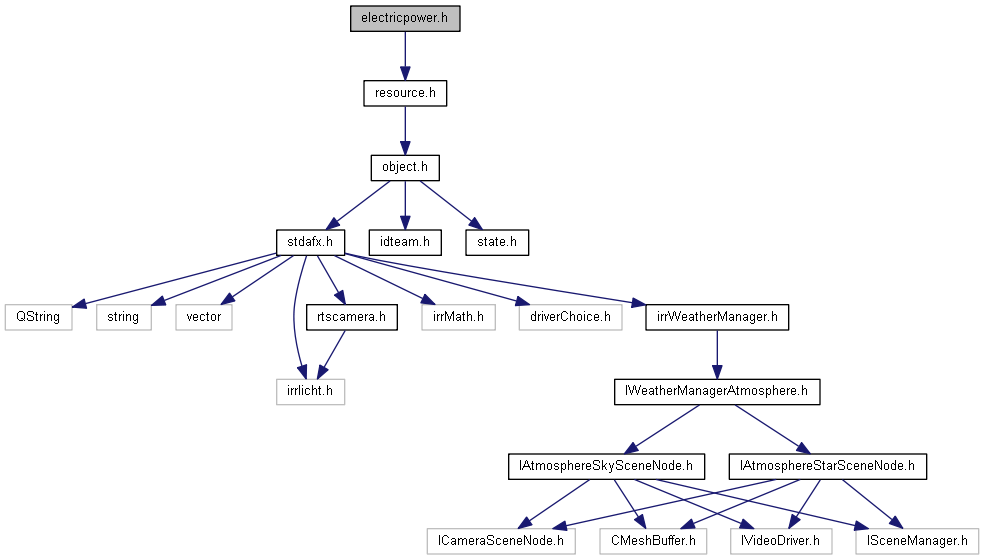 electricpower.h
resource.h
object.h
stdafx.h
idteam.h
state.h
QString
string
vector
rtscamera.h
irrMath.h
driverChoice.h
irrWeatherManager.h
irrlicht.h
IWeatherManagerAtmosphere.h
IAtmosphereSkySceneNode.h
IAtmosphereStarSceneNode.h
ICameraSceneNode.h
CMeshBuffer.h
IVideoDriver.h
ISceneManager.h